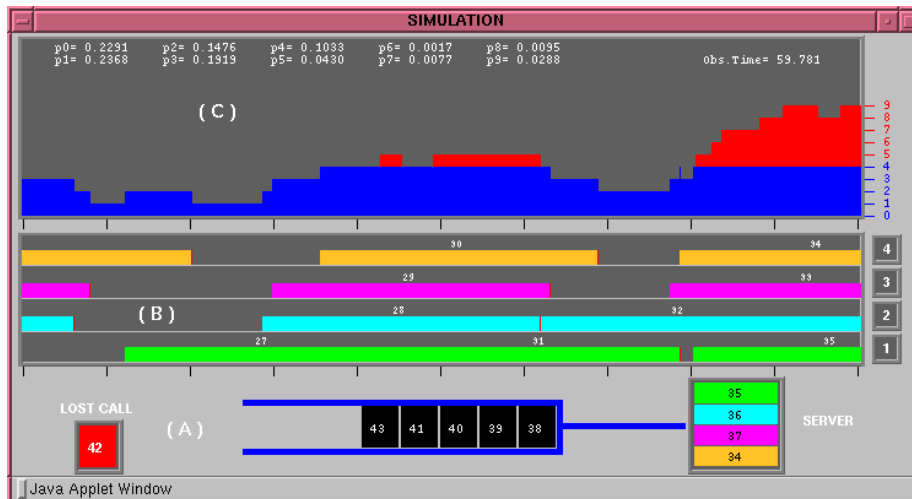 SIMULATION
p0= 0.2291 p2= 0.1476 p4= 0.1033 p6= 0.0017 p8= 0.0095
p1= 0.2368 p3= 0.1919 p5= 0.0430 p7= 0.0077 p9= 0.0288
Obs.Time= 59.781
( C )
9
8
7
6
5
4
3
2
1
0
30 34 4
29 33 3
28 32 2
( B )
27 31 35 1
LOST CALL
42
( A )
43 41 40 39 38
35
36
37
34
SERVER
Java Applet Window